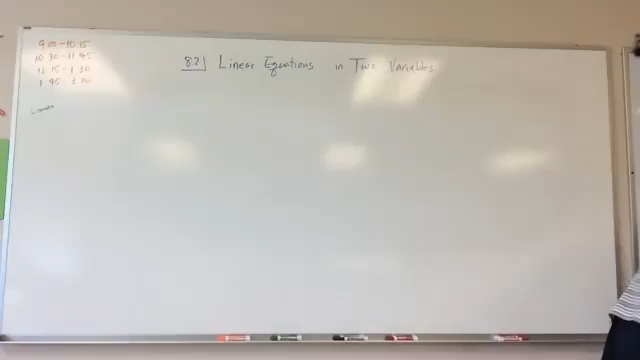 9 00 - 10 15
10 30 - 11 45
12 15 - 1 30
1 45 - 3 00
8.2 Linear Equations in Two Variables